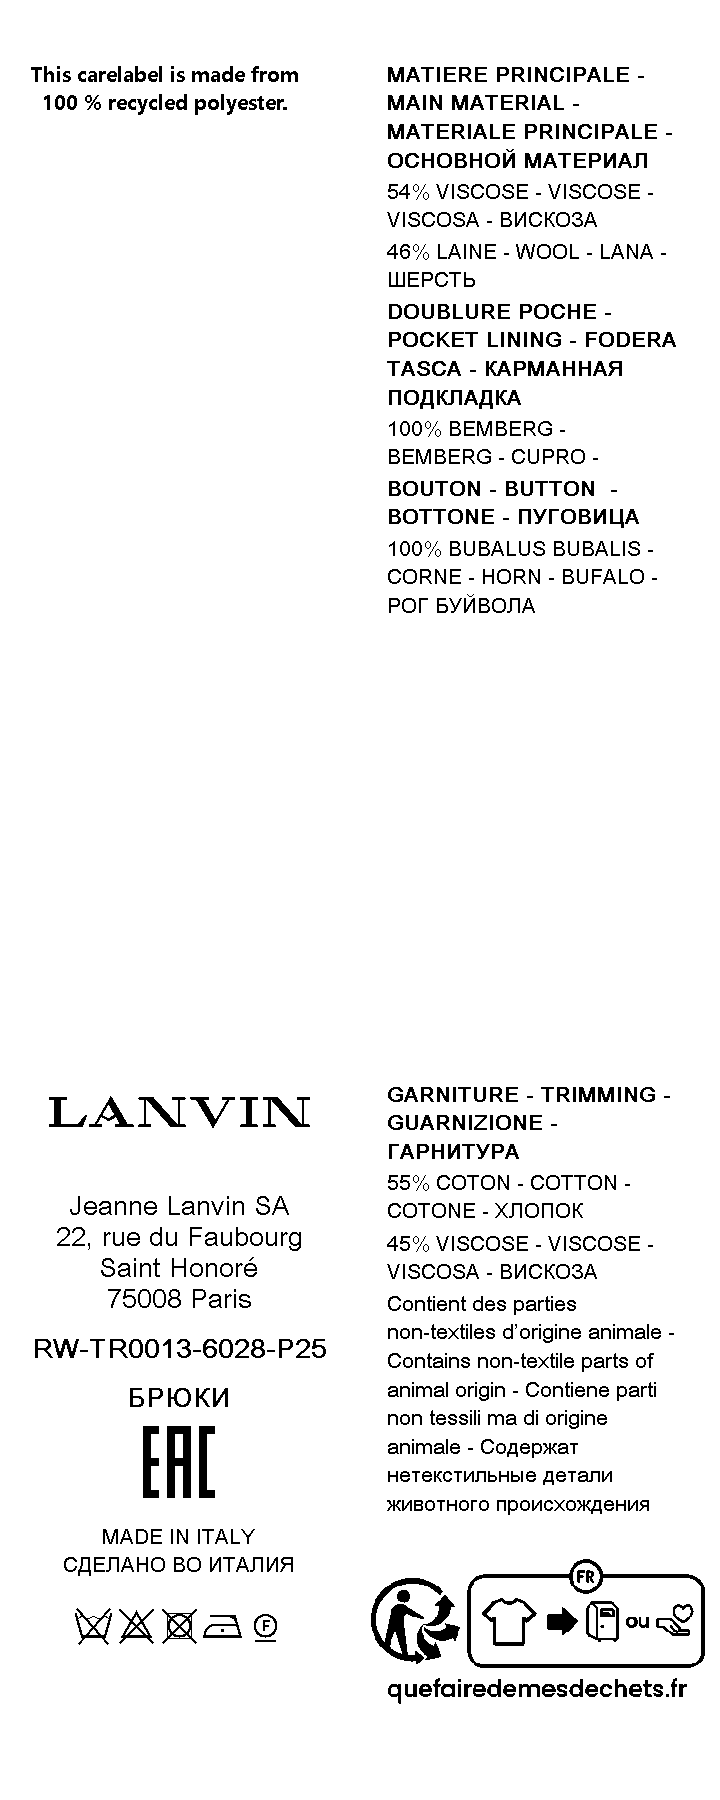 This carelabel is made from
100 % recycled polyester.
MATIERE PRINCIPALE -
MAIN MATERIAL -
MATERIALE PRINCIPALE -
ОСНОВНОЙ МАТЕРИАЛ
54% VISCOSE - VISCOSE -
VISCOSA - ВИСКОЗА
46% LAINE - WOOL - LANA -
ШЕРСТЬ
DOUBLURE POCHE -
POCKET LINING - FODERA
TASCA - КАРМАННАЯ
ПОДКЛАДКА
100% BEMBERG -
BEMBERG - CUPRO -
BOUTON - BUTTON -
BOTTONE - ПУГОВИЦА
100% BUBALUS BUBALIS -
CORNE - HORN - BUFALO -
РОГ БУЙВОЛА
LANVIN
Jeanne Lanvin SA
22, rue du Faubourg
Saint Honoré
75008 Paris
RW-TR0013-6028-P25
БРЮКИ
EAC
MADE IN ITALY
СДЕЛАНО ВО ИТАЛИЯ
F
GARNITURE - TRIMMING -
GUARNIZIONE -
ГАРНИТУРА
55% COTON - COTTON -
COTONE - ХЛОПОК
45% VISCOSE - VISCOSE -
VISCOSA - ВИСКОЗА
Contient des parties
non-textiles d’origine animale -
Contains non-textile parts of
animal origin - Contiene parti
non tessili ma di origine
animale - Содержат
нетекстильные детали
животного происхождения
FR
ou
quefairedemesdechets.fr